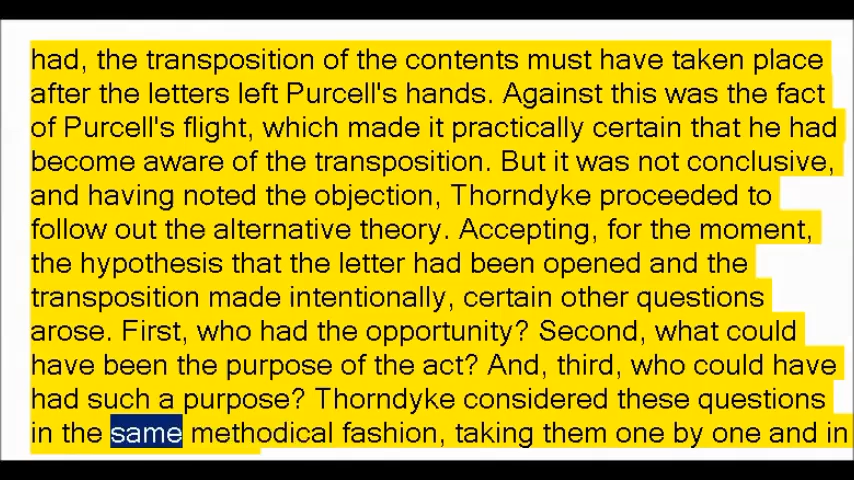 had, the transposition of the contents must have taken place
after the letters left Purcell's hands. Against this was the fact
of Purcell's flight, which made it practically certain that he had
become aware of the transposition. But it was not conclusive,
and having noted the objection, Thorndyke proceeded to
follow out the alternative theory. Accepting, for the moment,
the hypothesis that the letter had been opened and the
transposition made intentionally, certain other questions
arose. First, who had the opportunity? Second, what could
have been the purpose of the act? And, third, who could have
had such a purpose? Thorndyke considered these questions
in the same methodical fashion, taking them one by one and in